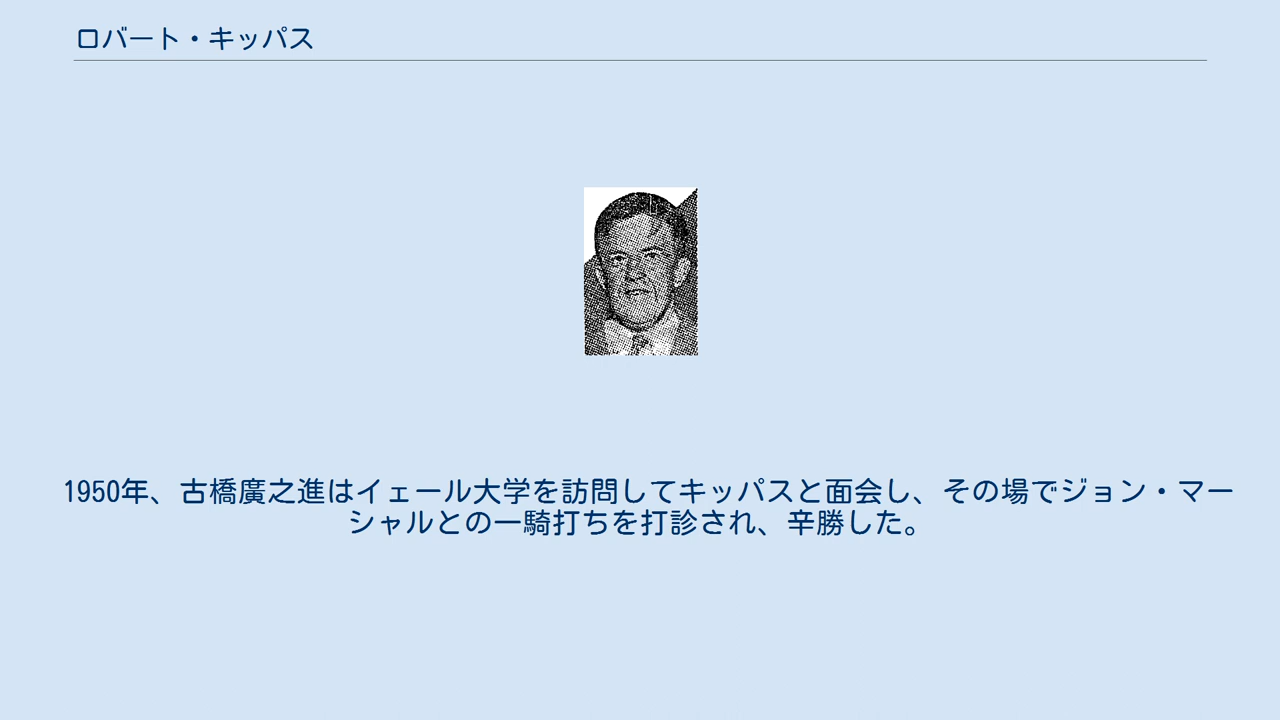 ロバート・キッパス
1950年、古橋廣之進はイェール大学を訪問してキッパスと面会し、その場でジョン・マー
シャルとの一騎打ちを打診され、辛勝した。